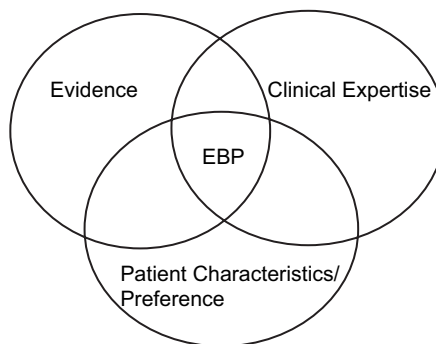 Evidence
Clinical Expertise
EBP
Patient Characteristics/
Preference